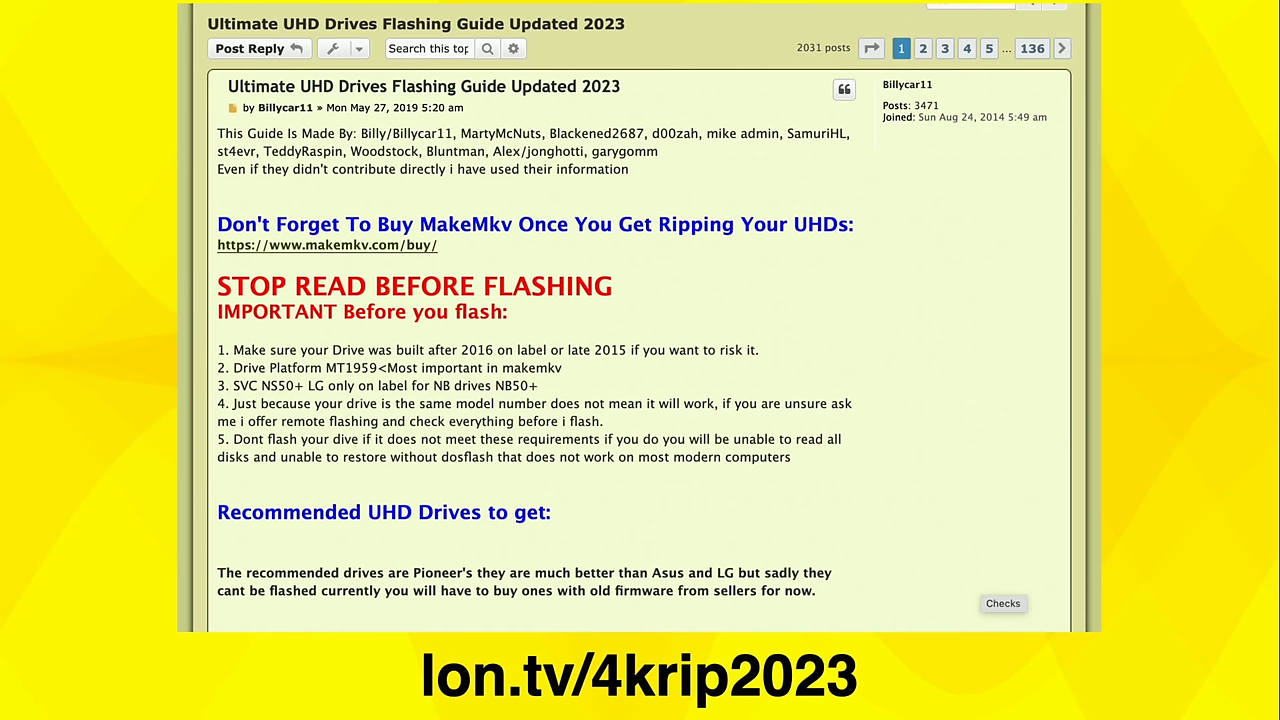 Ultimate UHD Drives Flashing Guide Updated 2023
Post Reply
Search this top
2031 posts
1 2 3 4 5 ... 136
Ultimate UHD Drives Flashing Guide Updated 2023
by Billycar11 » Mon May 27, 2019 5:20 am
Billycar11
Posts: 3471
Joined: Sun Aug 24, 2014 5:49 am
This Guide Is Made By: Billy/Billycar11, MartyMcNuts, Blackened2687, d00zah, mike admin, SamuriHL,
st4evr, TeddyRaspin, Woodstock, Bluntman, Alex/jonghotti, garygomm
Even if they didn't contribute directly i have used their information
Don't Forget To Buy MakeMkv Once You Get Ripping Your UHDs:
https://www.makemkv.com/buy/
STOP READ BEFORE FLASHING
IMPORTANT Before you flash:
1. Make sure your Drive was built after 2016 on label or late 2015 if you want to risk it.
2. Drive Platform MT1959<Most important in makemkv
3. SVC NS50+ LG only on label for NB drives NB50+
4. Just because your drive is the same model number does not mean it will work, if you are unsure ask
me i offer remote flashing and check everything before i flash.
5. Dont flash your dive if it does not meet these requirements if you do you will be unable to read all
disks and unable to restore without dosflash that does not work on most modern computers
Recommended UHD Drives to get:
The recommended drives are Pioneer's they are much better than Asus and LG but sadly they
cant be flashed currently you will have to buy ones with old firmware from sellers for now.
Checks
lon.tv/4krip2023